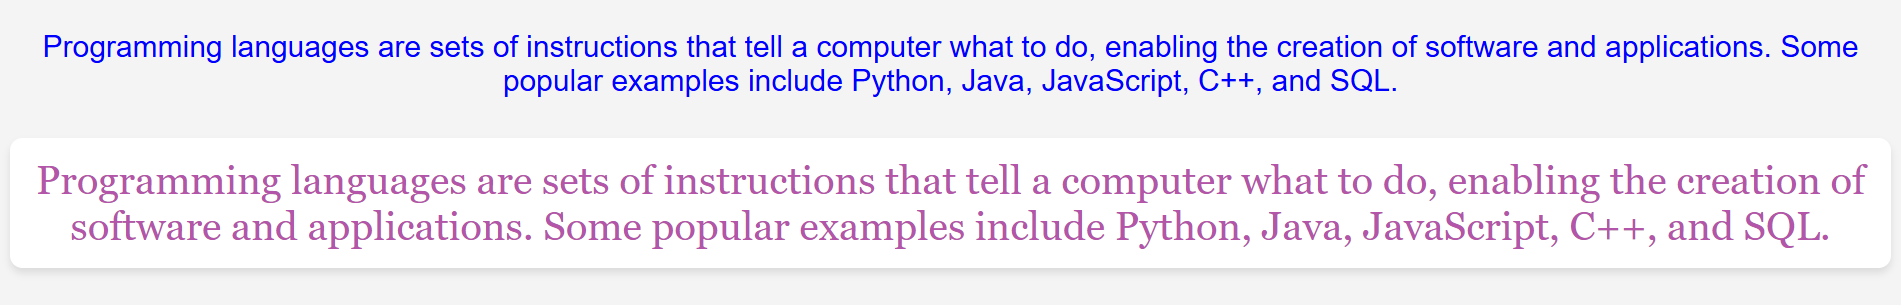 Programming languages are sets of instructions that tell a computer what to do, enabling the creation of software and applications. Some
popular examples include Python, Java, JavaScript, C++, and SQL.
Programming languages are sets of instructions that tell a computer what to do, enabling the creation of
software and applications. Some popular examples include Python, Java, JavaScript, C++, and SQL.